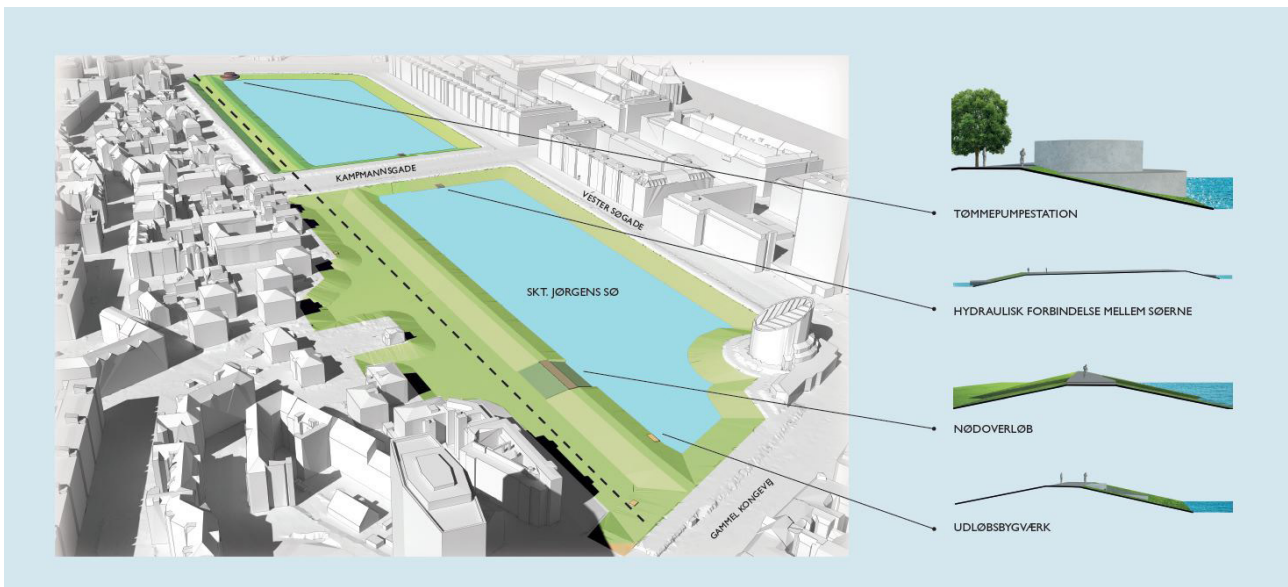 KAMPMANNSGADE
VESTER SØGADE
SKT. JØRGENS SØ
GAMMEL KONGEVEJ
TØMMEPUMPESTATION
HYDRAULISK FORBINDELSE MELLEM SØERNE
NØDOVERLØB
UDLØBSBYGVÆRK